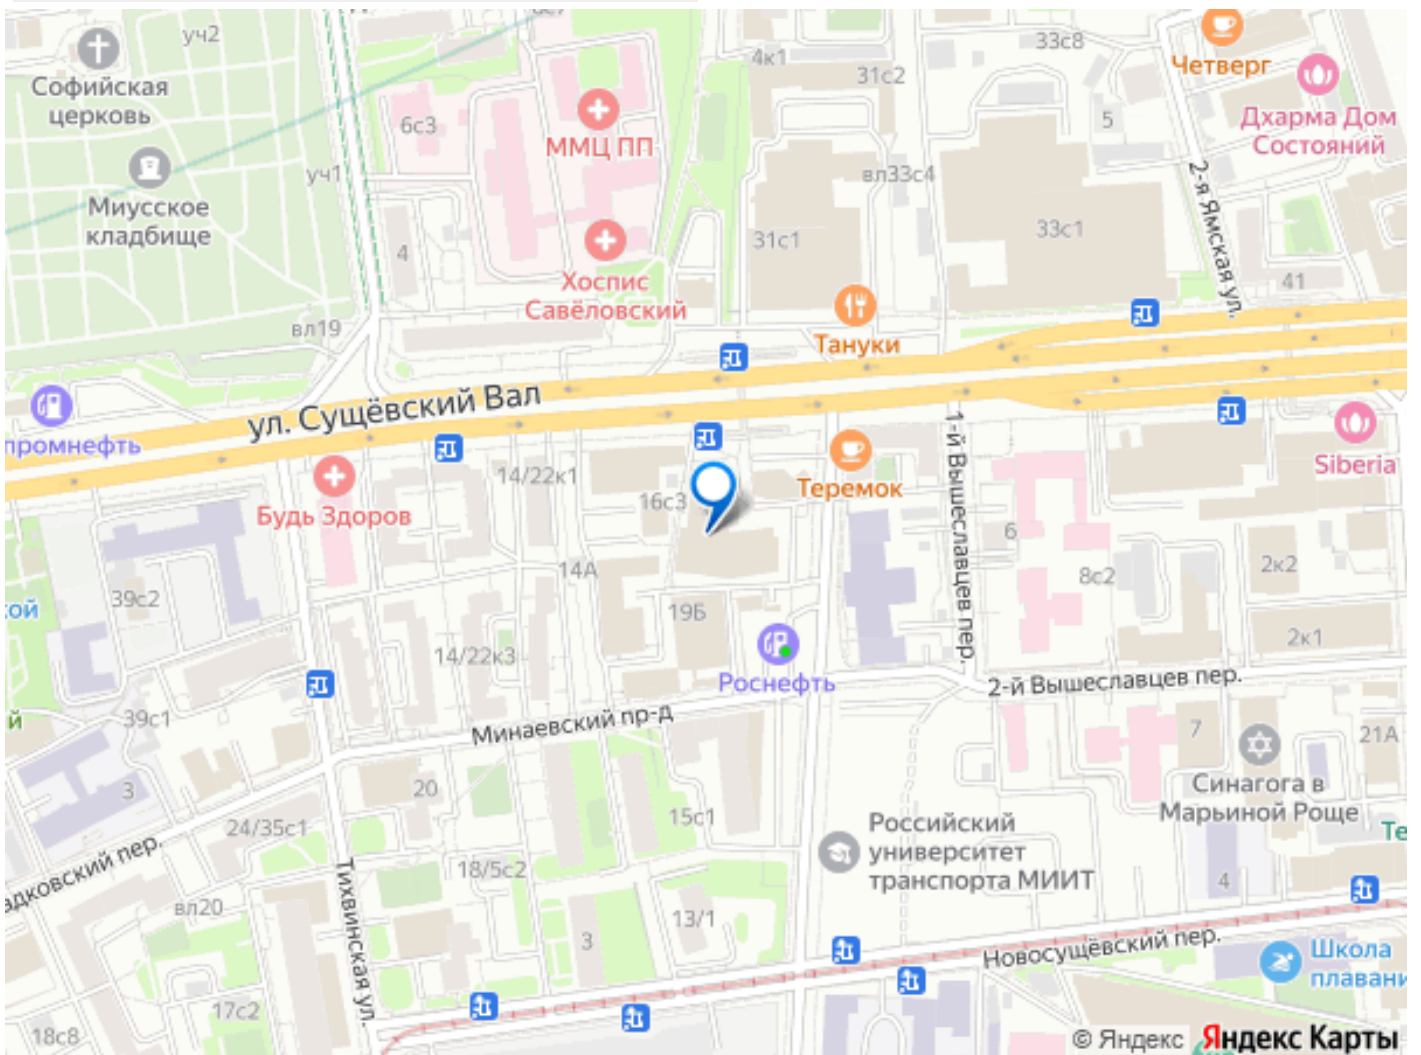 уч2
Софийская
церковь
Миусское
кладбище
уч1
6с3
ММЦ ПП
4к1
31с2
33с8
Четверг
Дхарма Дом
Состояний
5
2-я Ямская ул.
вл33с4
33с1
31с1
4
Хоспис
Савёловский
41
вл19
Тануки
ул. Сущёвский Вал
промнефть
Будь Здоров
14/22к1
16с3
Теремок
1-й Вышеславцев пер.
Siberia
6
8с2
2к2
2к1
14А
39с2
кой
19Б
14/22к3
Роснефть
2-й Вышеславцев пер.
Минаевский пр-д
й
39с1
7
21А
Синагога в
Марьиной Роще
3
20
24/35с1
15с1
Российский
университет
транспорта МИИТ
Те
адковский пер.
Тихвинская ул.
18/5с2
вл20
13/1
4
3
Новосущёвский пер.
Школа
плавани
17с2
18с8
© Яндекс Яндекс Карты